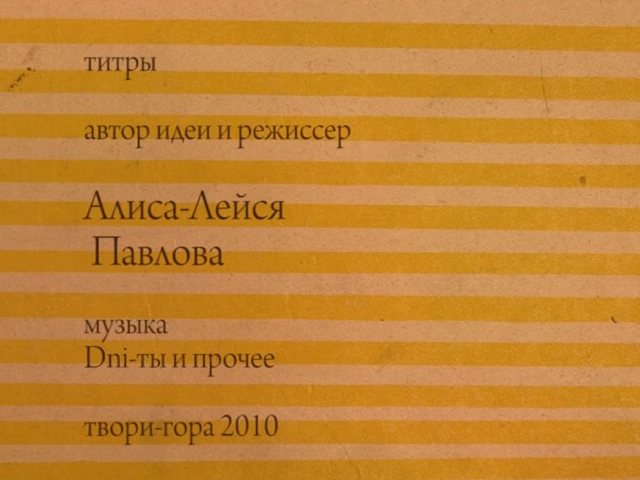 титры
автор идеи и режиссер
Алиса-Лейся
Павлова
музыка
Dni-ты и прочее
твори-гора 2010